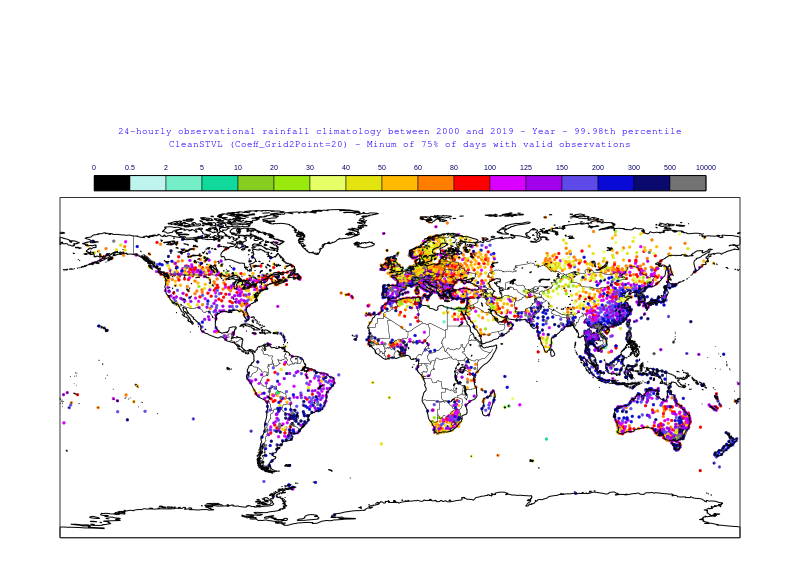 24-hourly observational rainfall climatology between 2000 and 2019 - Year - 99.98th percentile
CleanSTVL (Coeff_Grid2Point=20) - Minum of 75% of days with valid observations
0 0.5 2 5 10 20 30 40 50 60 80 100 125 150 200 300 500 10000